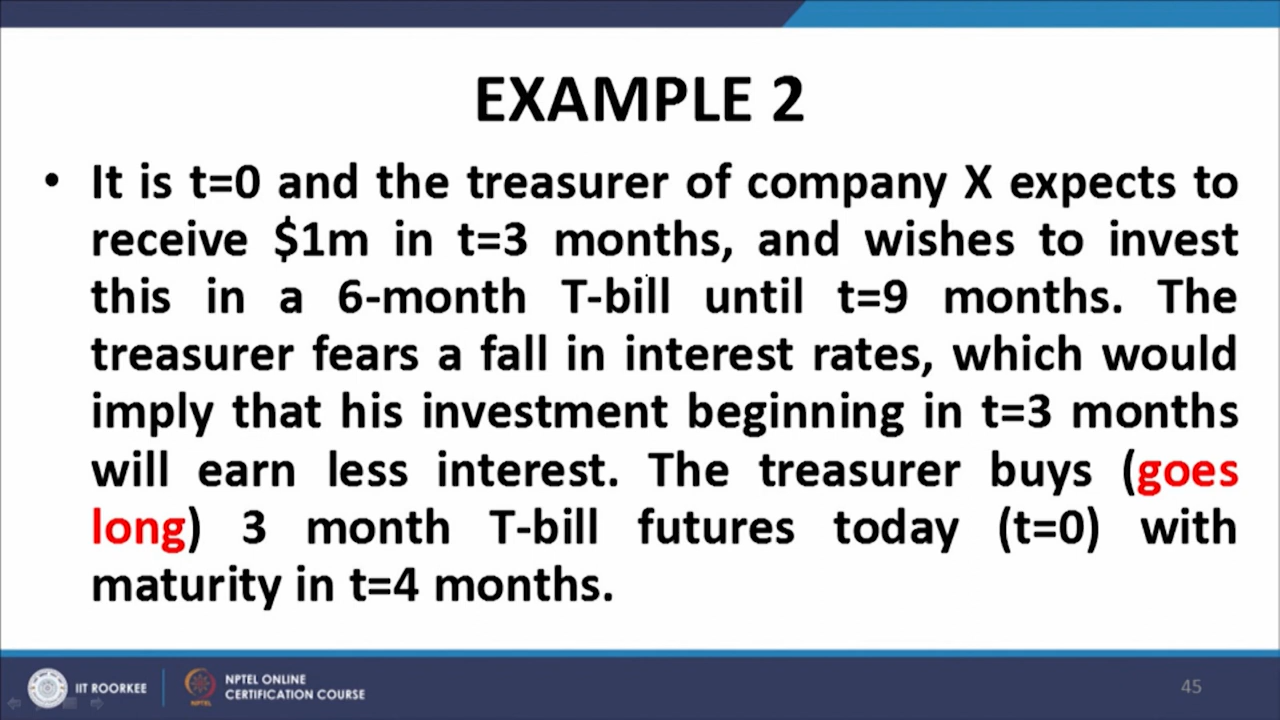 EXAMPLE 2
• It is t=0 and the treasurer of company X expects to
receive $1m in t=3 months, and wishes to invest
this in a 6-month T-bill until t=9 months. The
treasurer fears a fall in interest rates, which would
imply that his investment beginning in t=3 months
will earn less interest. The treasurer buys (goes
long) 3 month T-bill futures today (t=0) with
maturity in t=4 months.
IIT ROORKEE
NPTEL
NPTEL ONLINE
CERTIFICATION COURSE
45